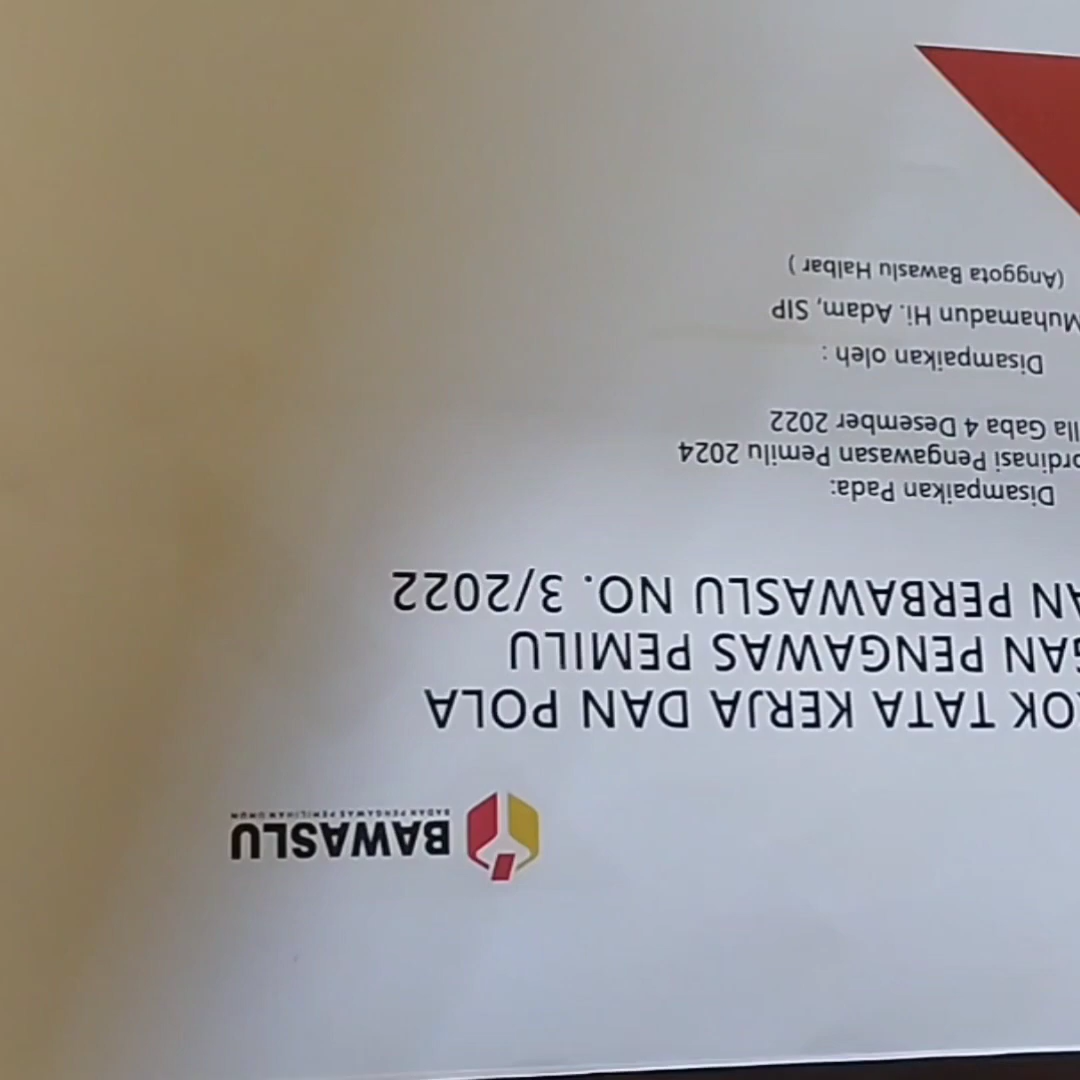 BAWASLU
BADAN PENGAWAS PEMILIHAN UMUM
OK TATA KERJA DAN POLA
GAN PENGAWAS PEMILU
AN PERBAWASLU NO. 3/2022
Disampaikan Pada:
ordinasi Pengawasan Pemilu 2024
lla Gaba 4 Desember 2022
Disampaikan oleh :
Muhamadun Hi. Adam, SIP
(Anggota Bawaslu Halbar )